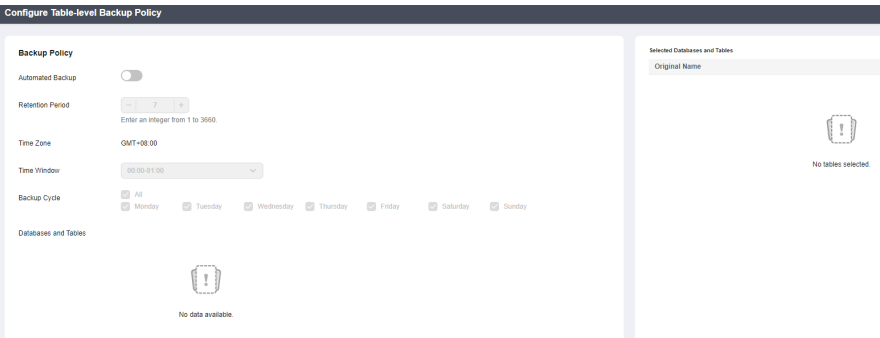 Configure Table-level Backup Policy
Backup Policy
Automated Backup
Retention Period
7
Enter an integer from 1 to 3660.
Time Zone
GMT+08:00
Time Window
00:00-01:00
Backup Cycle
All
Monday Tuesday Wednesday Thursday Friday Saturday Sunday
Databases and Tables
No data available.
Selected Databases and Tables
Original Name
No tables selected.